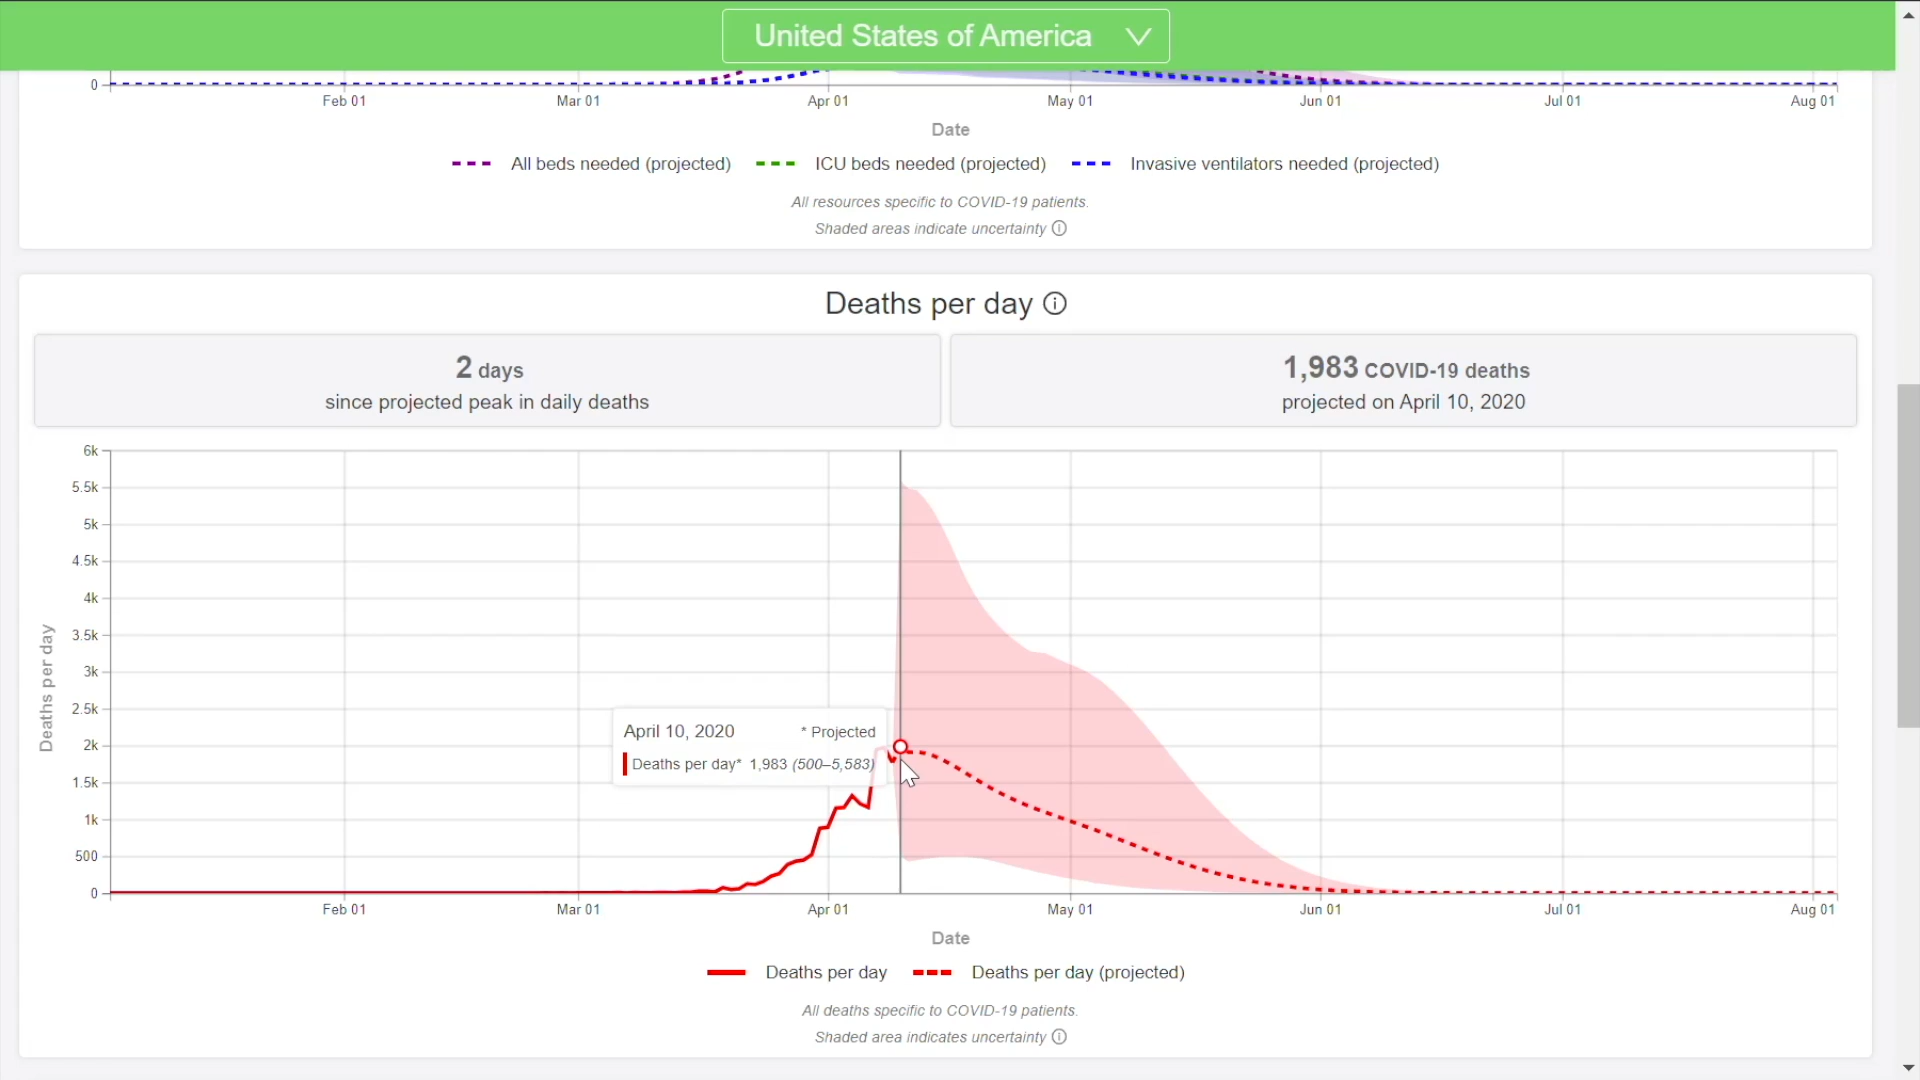 United States of America
0
Feb 01 Mar 01 Apr 01 May 01 Jun 01 Jul 01 Aug 01
Date
All beds needed (projected) ICU beds needed (projected) Invasive ventilators needed (projected)
All resources specific to COVID-19 patients.
Shaded areas indicate uncertainty
Deaths per day
2 days
since projected peak in daily deaths
1,983 COVID-19 deaths
projected on April 10, 2020
Deaths per day
6k
5.5k
5k
4.5k
4k
3.5k
3k
2.5k
2k
1.5k
1k
500
0
April 10, 2020 * Projected
Deaths per day* 1,983 (500–5,583)
Feb 01 Mar 01 Apr 01 May 01 Jun 01 Jul 01 Aug 01
Date
Deaths per day Deaths per day (projected)
All deaths specific to COVID-19 patients.
Shaded area indicates uncertainty